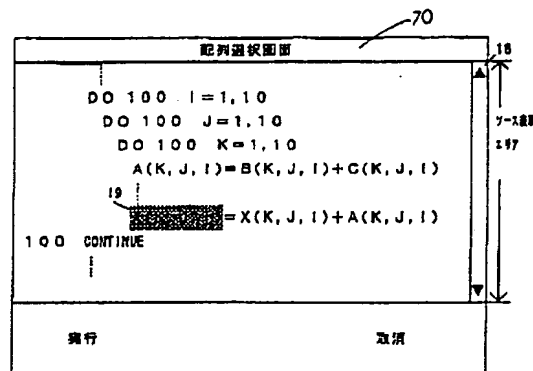 70
配列選択画面
18
DO 100 I=1,10
DO 100 J=1,10
DO 100 K=1,10
A(K,J,I)=B(K,J,I)+C(K,J,I)
ソース表示
エリア
19
=X(K,J,I)+A(K,J,I)
100 CONTINUE
実行 取消